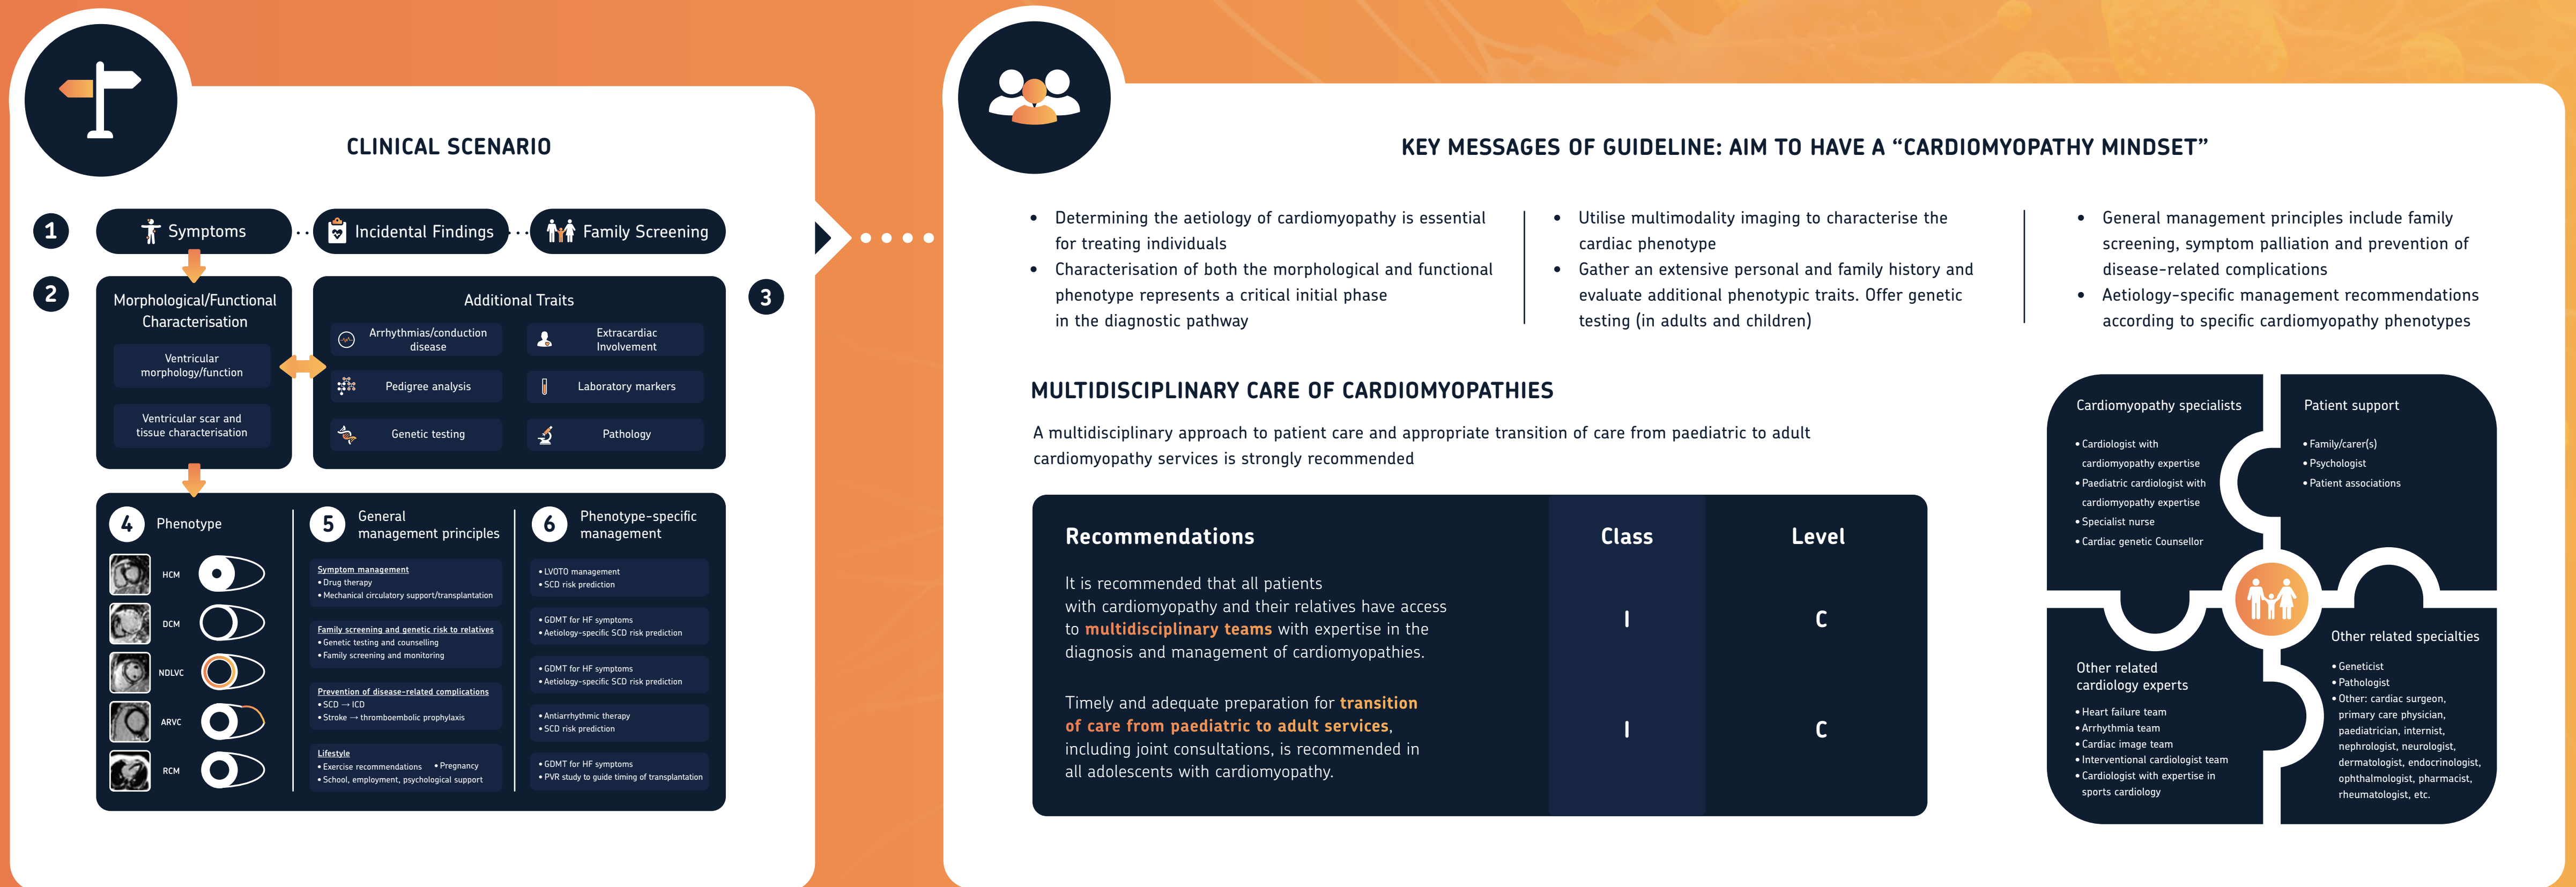 CLINICAL SCENARIO
1
Symptoms
Incidental Findings
Family Screening
2
Morphological/Functional
Characterisation
Ventricular
morphology/function
Ventricular scar and
tissue characterisation
Additional Traits
3
Arrhythmias/conduction
disease
Extracardiac
Involvement
Pedigree analysis
Laboratory markers
Genetic testing
Pathology
4
Phenotype
HCM
DCM
NDLVC
ARVC
RCM
5
General
management principles
Symptom management
• Drug therapy
• Mechanical circulatory support/transplantation
Family screening and genetic risk to relatives
• Genetic testing and counselling
• Family screening and monitoring
Prevention of disease-related complications
• SCD → ICD
• Stroke → thromboembolic prophylaxis
Lifestyle
• Exercise recommendations • Pregnancy
• School, employment, psychological support
6
Phenotype-specific
management
• LVOTO management
• SCD risk prediction
• GDMT for HF symptoms
• Aetiology-specific SCD risk prediction
• GDMT for HF symptoms
• Aetiology-specific SCD risk prediction
• Antiarrhythmic therapy
• SCD risk prediction
• GDMT for HF symptoms
• PVR study to guide timing of transplantation
KEY MESSAGES OF GUIDELINE: AIM TO HAVE A “CARDIOMYOPATHY MINDSET”
• Determining the aetiology of cardiomyopathy is essential
for treating individuals
• Characterisation of both the morphological and functional
phenotype represents a critical initial phase
in the diagnostic pathway
• Utilise multimodality imaging to characterise the
cardiac phenotype
• Gather an extensive personal and family history and
evaluate additional phenotypic traits. Offer genetic
testing (in adults and children)
• General management principles include family
screening, symptom palliation and prevention of
disease-related complications
• Aetiology-specific management recommendations
according to specific cardiomyopathy phenotypes
MULTIDISCIPLINARY CARE OF CARDIOMYOPATHIES
A multidisciplinary approach to patient care and appropriate transition of care from paediatric to adult
cardiomyopathy services is strongly recommended
Recommendations
Class
Level
It is recommended that all patients
with cardiomyopathy and their relatives have access
to multidisciplinary teams with expertise in the
diagnosis and management of cardiomyopathies.
I
C
Timely and adequate preparation for transition
of care from paediatric to adult services,
including joint consultations, is recommended in
all adolescents with cardiomyopathy.
I
C
Cardiomyopathy specialists
• Cardiologist with
cardiomyopathy expertise
• Paediatric cardiologist with
cardiomyopathy expertise
• Specialist nurse
• Cardiac genetic Counsellor
Patient support
• Family/carer(s)
• Psychologist
• Patient associations
Other related
cardiology experts
• Heart failure team
• Arrhythmia team
• Cardiac image team
• Interventional cardiologist team
• Cardiologist with expertise in
sports cardiology
Other related specialties
• Geneticist
• Pathologist
• Other: cardiac surgeon,
primary care physician,
paediatrician, internist,
nephrologist, neurologist,
dermatologist, endocrinologist,
ophthalmologist, pharmacist,
rheumatologist, etc.